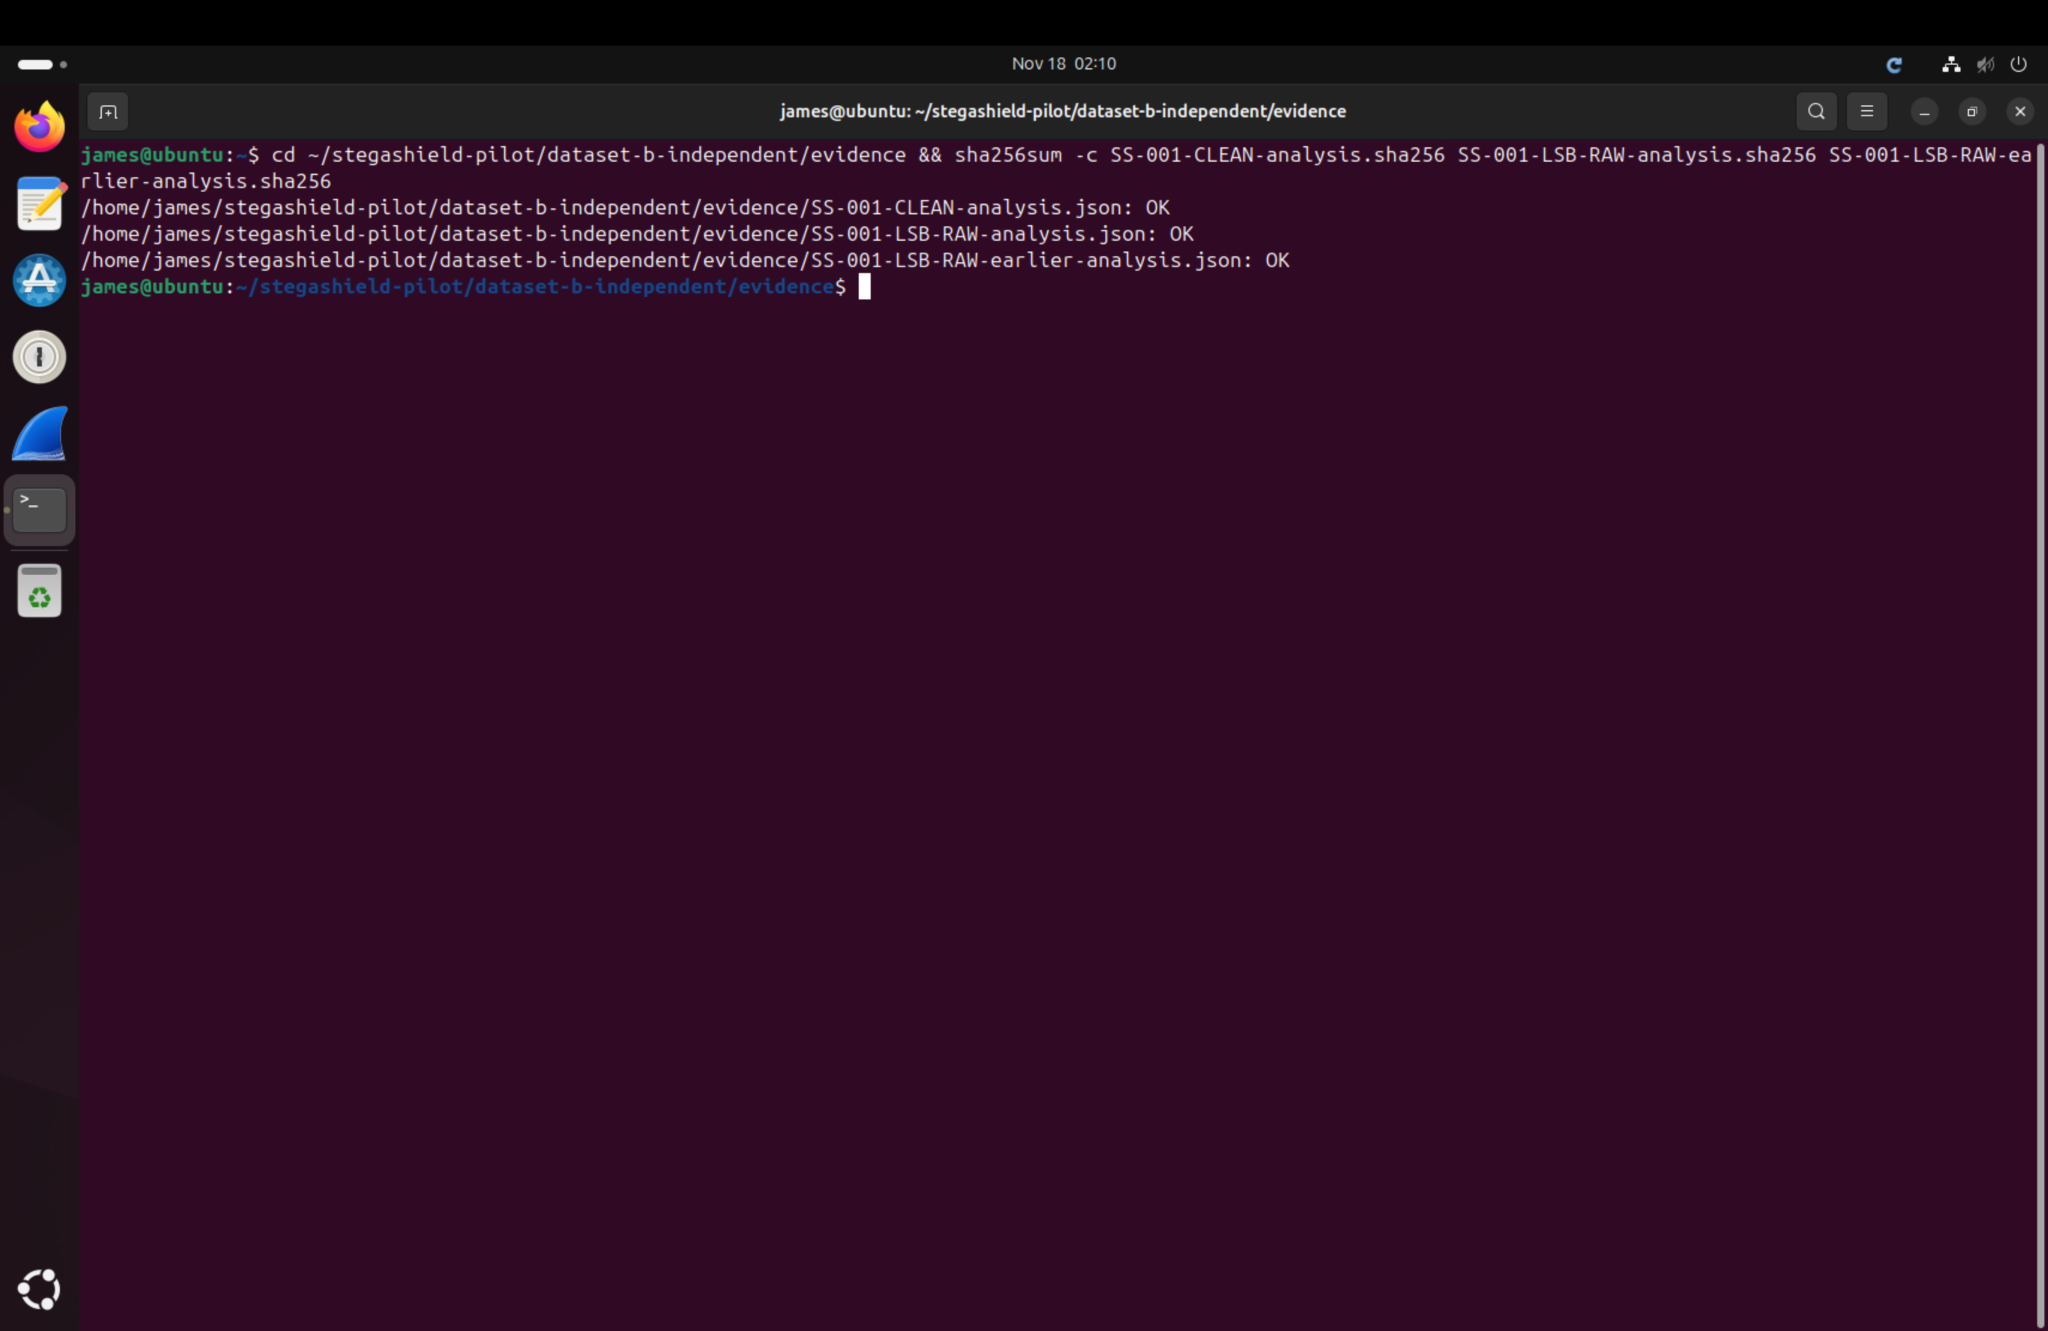 Nov 18 02:10
james@ubuntu: ~/stegashield-pilot/dataset-b-independent/evidence
james@ubuntu:~$ cd ~/stegashield-pilot/dataset-b-independent/evidence && sha256sum -c SS-001-CLEAN-analysis.sha256 SS-001-LSB-RAW-analysis.sha256 SS-001-LSB-RAW-ea
rlier-analysis.sha256
/home/james/stegashield-pilot/dataset-b-independent/evidence/SS-001-CLEAN-analysis.json: OK
/home/james/stegashield-pilot/dataset-b-independent/evidence/SS-001-LSB-RAW-analysis.json: OK
/home/james/stegashield-pilot/dataset-b-independent/evidence/SS-001-LSB-RAW-earlier-analysis.json: OK
james@ubuntu:~/stegashield-pilot/dataset-b-independent/evidence$